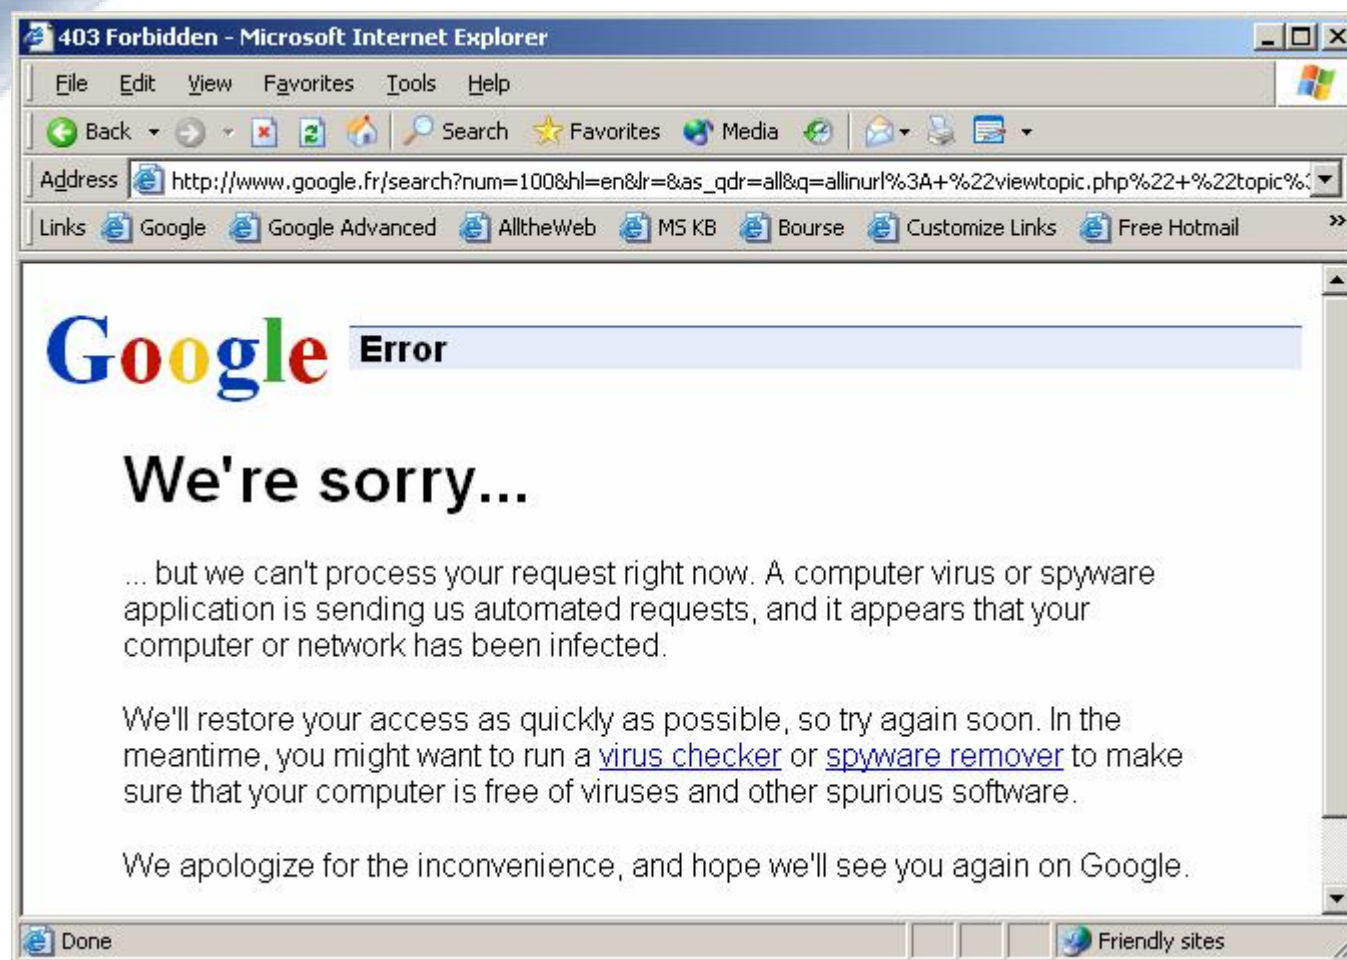 403 Forbidden - Microsoft Internet Explorer
File Edit View Favorites Tools Help
Back Search Favorites Media
Address http://www.google.fr/search?num=100&hl=en&lr=&as_qdr=all&q=allinurl%3A+%22viewtopic.php%22+%22topic%3
Links Google Google Advanced AlltheWeb MS KB Bourse Customize Links Free Hotmail »
Google Error
We're sorry...
... but we can't process your request right now. A computer virus or spyware
application is sending us automated requests, and it appears that your
computer or network has been infected.
We'll restore your access as quickly as possible, so try again soon. In the
meantime, you might want to run a virus checker or spyware remover to make
sure that your computer is free of viruses and other spurious software.
We apologize for the inconvenience, and hope we'll see you again on Google.
Done Friendly sites